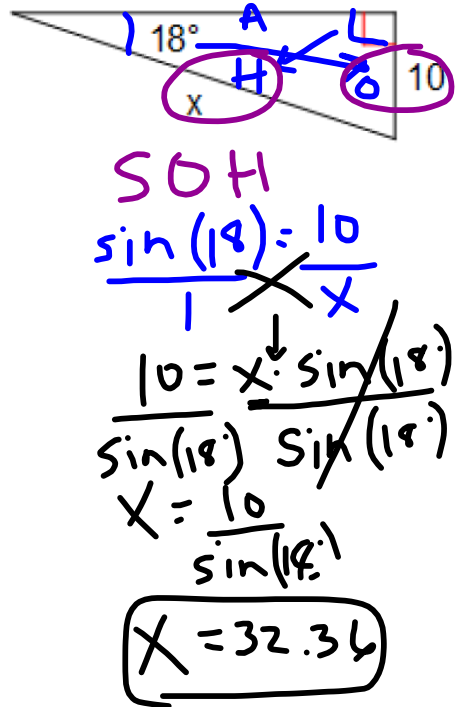 A
18° H O 10
x
SOH
sin(18) = 10
1 x
10 = x · sin(18°)
sin(18°) sin(18°)
x = 10
sin(18°)
x = 32.36